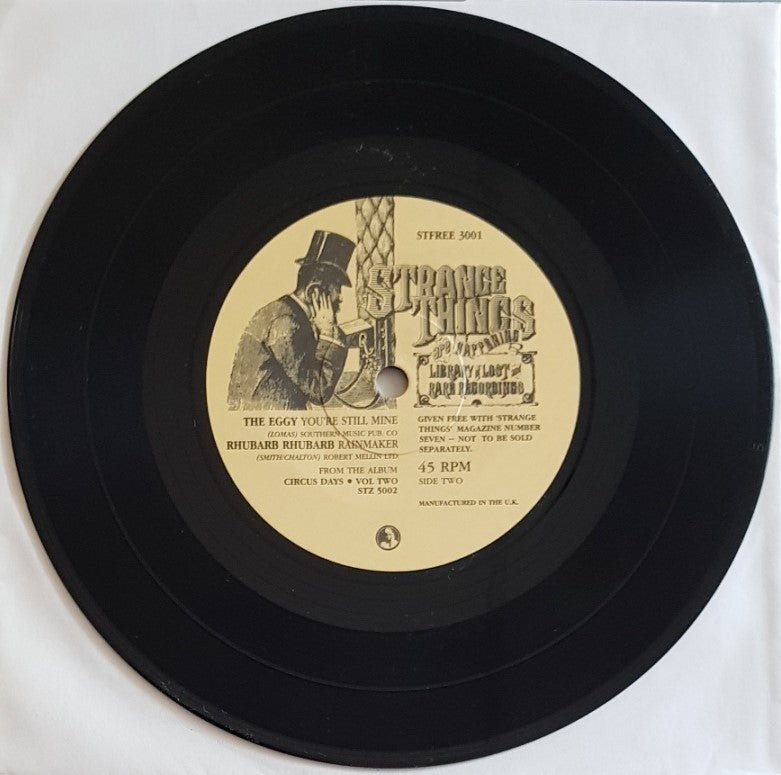 STFREE 3001
STRANGE
THINGS
are HAPPENING
LIBRARY of LOST and
RARE RECORDINGS
THE EGGY YOU'RE STILL MINE
(LOMAS) SOUTHERN MUSIC PUB. CO
RHUBARB RHUBARB RAINMAKER
(SMITH/CHALTON) ROBERT MELLIN LTD
FROM THE ALBUM
CIRCUS DAYS • VOL TWO
STZ 5002
GIVEN FREE WITH 'STRANGE
THINGS' MAGAZINE NUMBER
SEVEN — NOT TO BE SOLD
SEPARATELY.
45 RPM
SIDE TWO
MANUFACTURED IN THE U.K.